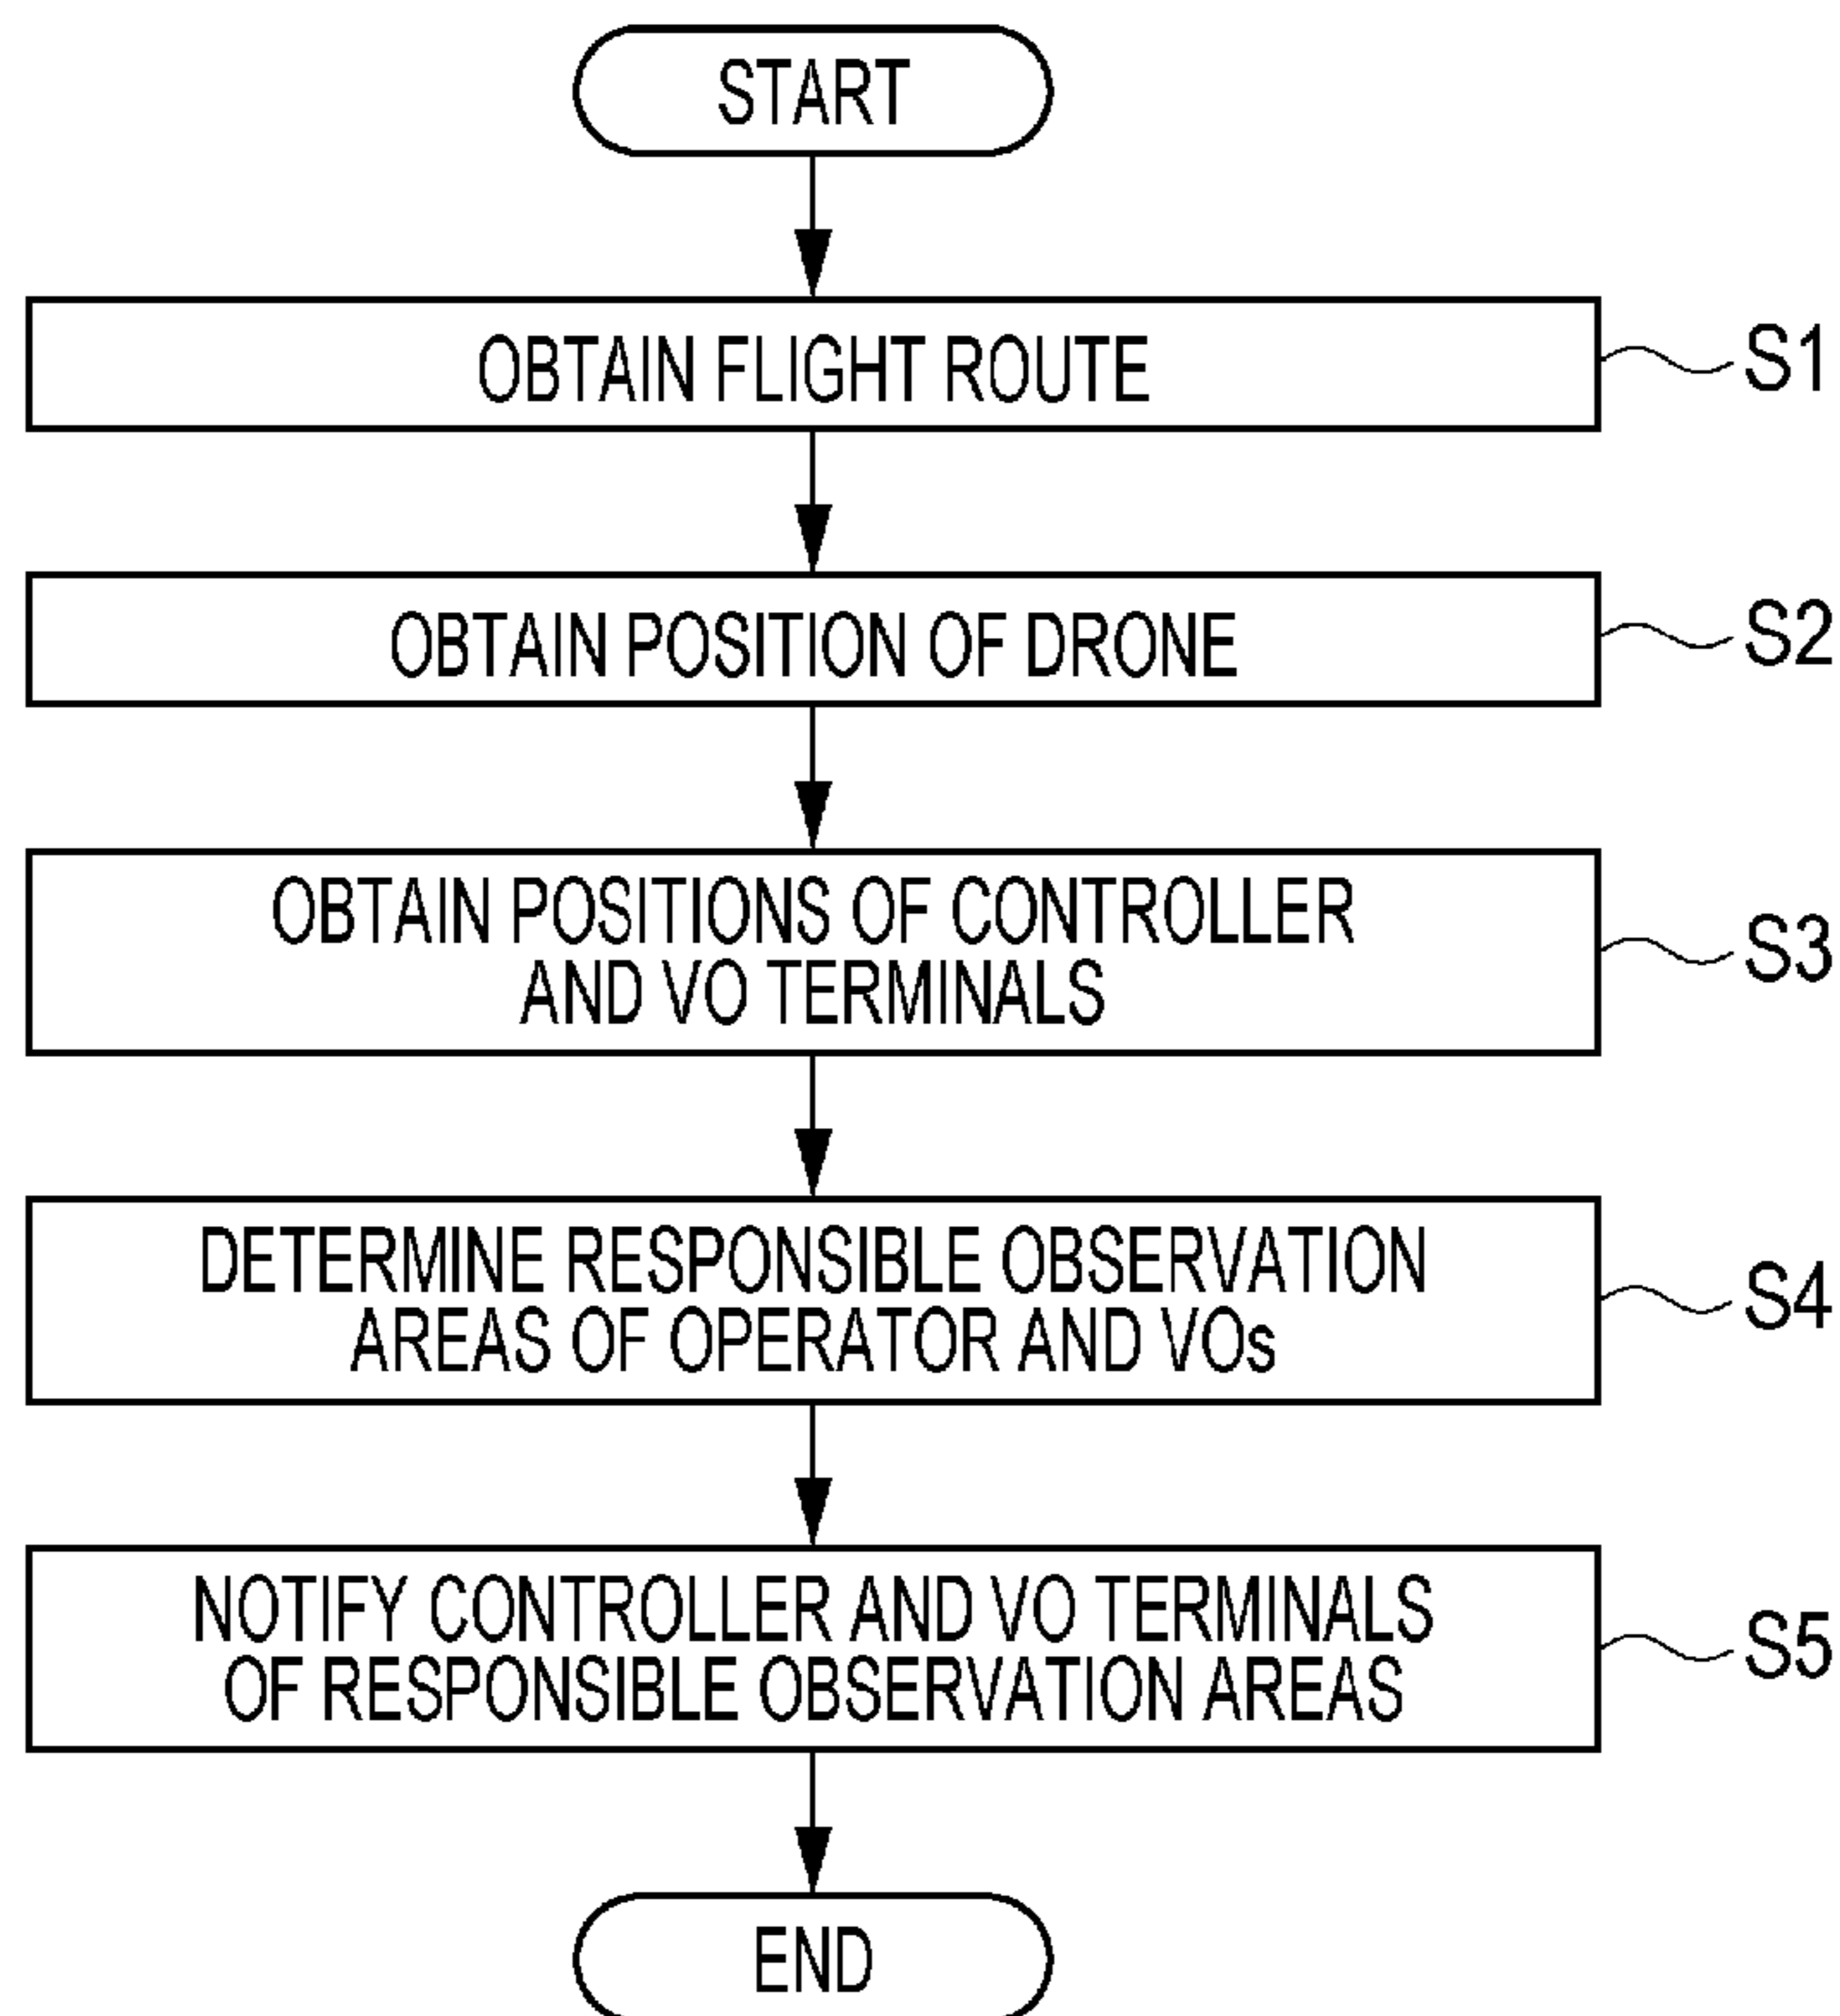 START
OBTAIN FLIGHT ROUTE
S1
OBTAIN POSITION OF DRONE
S2
OBTAIN POSITIONS OF CONTROLLER
AND VO TERMINALS
S3
DETERMINE RESPONSIBLE OBSERVATION
AREAS OF OPERATOR AND VOs
S4
NOTIFY CONTROLLER AND VO TERMINALS
OF RESPONSIBLE OBSERVATION AREAS
S5
END